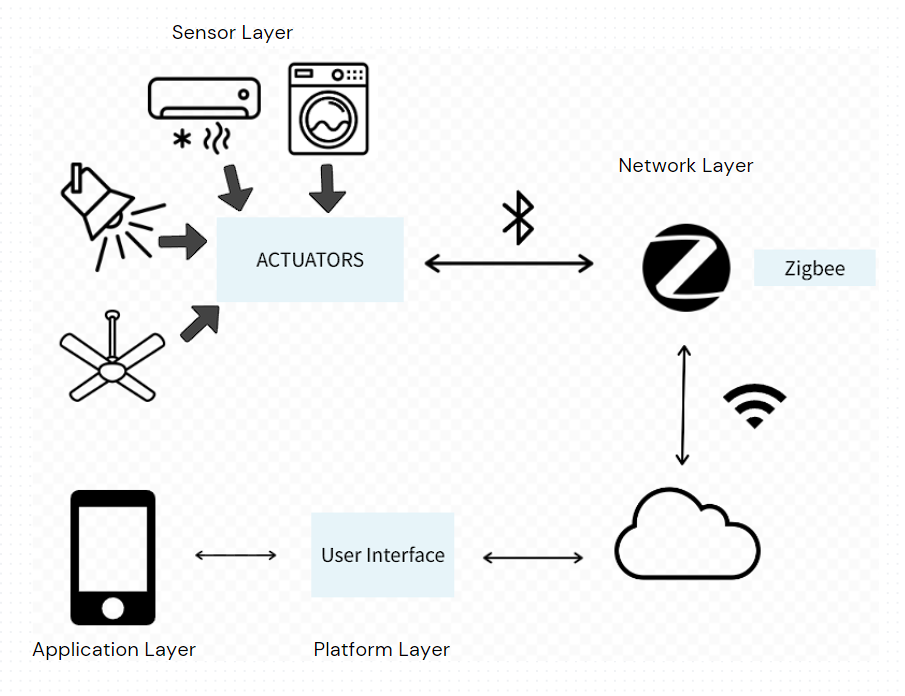 Sensor Layer
Network Layer
ACTUATORS
Zigbee
User Interface
Application Layer
Platform Layer